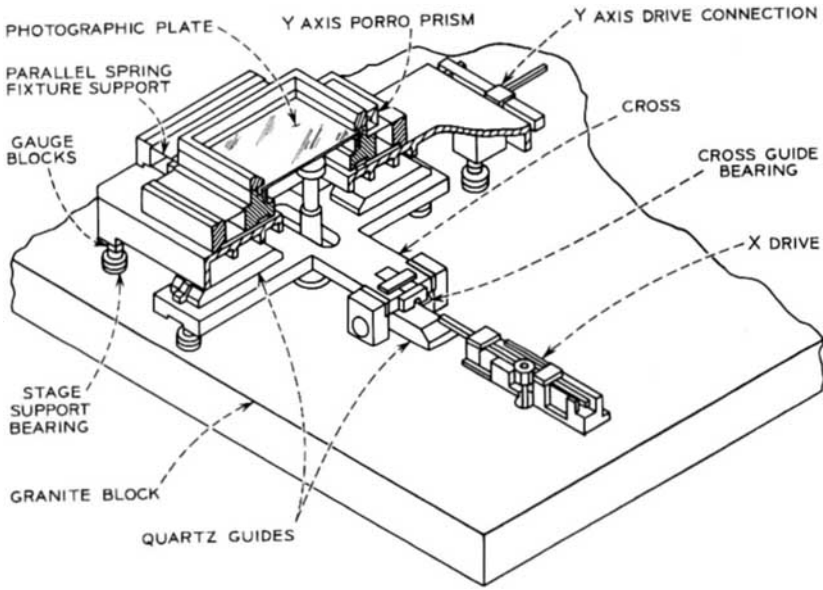 PHOTOGRAPHIC PLATE
Y AXIS PORRO PRISM
Y AXIS DRIVE CONNECTION
PARALLEL SPRING
FIXTURE SUPPORT
CROSS
GAUGE
BLOCKS
CROSS GUIDE
BEARING
X DRIVE
STAGE
SUPPORT
BEARING
GRANITE BLOCK
QUARTZ GUIDES